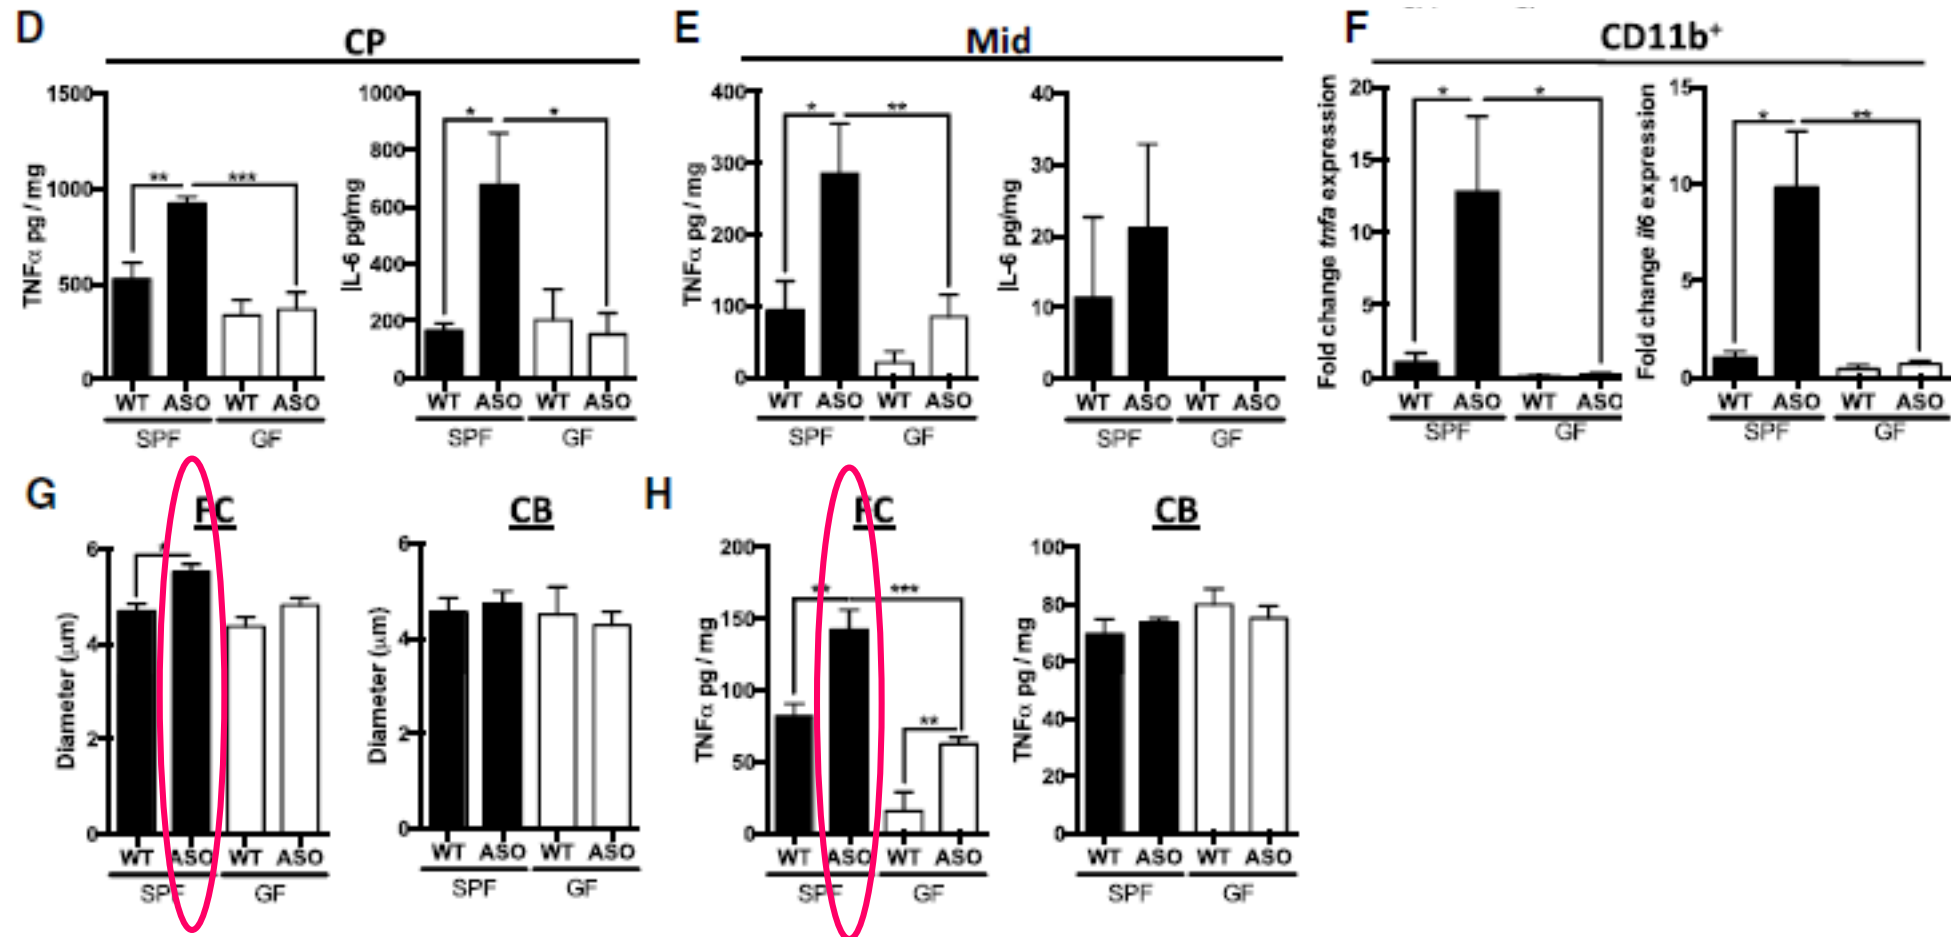 D
CP
TNFα pg / mg
1500
1000
500
0
** ***
WT ASO WT ASO
SPF GF
IL-6 pg/mg
1000
800
600
400
200
0
* *
WT ASO WT ASO
SPF GF
E
Mid
TNFα pg / mg
400
300
200
100
0
* **
WT ASO WT ASO
SPF GF
IL-6 pg/mg
40
30
20
10
0
WT ASO WT ASO
SPF GF
F
CD11b⁺
Fold change tnfa expression
20
15
10
5
0
* *
WT ASO WT ASO
SPF GF
Fold change il6 expression
15
10
5
0
* **
WT ASO WT ASO
SPF GF
G
FC
Diameter (μm)
6
4
2
0
WT ASO WT ASO
SPF GF
CB
Diameter (μm)
6
4
2
0
WT ASO WT ASO
SPF GF
H
FC
TNFα pg / mg
200
150
100
50
0
** ***
**
WT ASO WT ASO
SPF GF
CB
TNFα pg / mg
100
80
60
40
20
0
WT ASO WT ASO
SPF GF